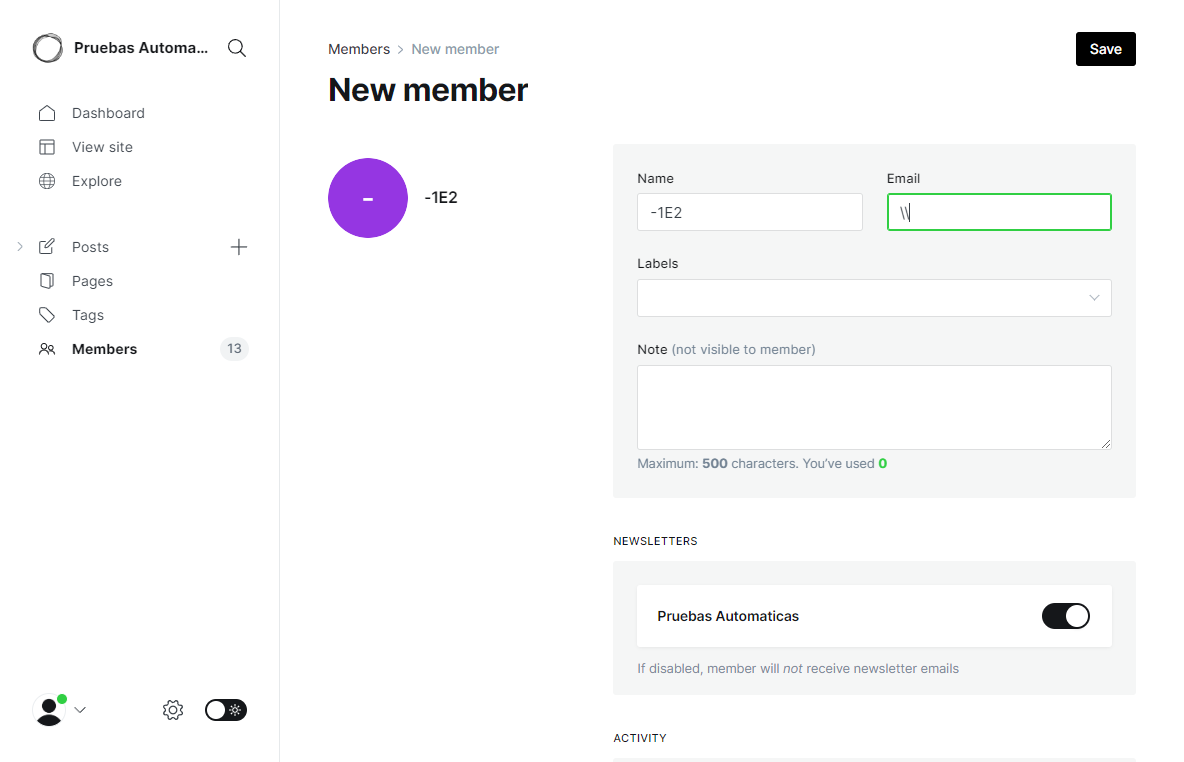 Pruebas Automa...
Dashboard
View site
Explore
Posts
Pages
Tags
Members 13
Members > New member
Save
New member
-
-1E2
Name
-1E2
Email
\\
Labels
Note (not visible to member)
Maximum: 500 characters. You've used 0
NEWSLETTERS
Pruebas Automaticas
If disabled, member will not receive newsletter emails
ACTIVITY